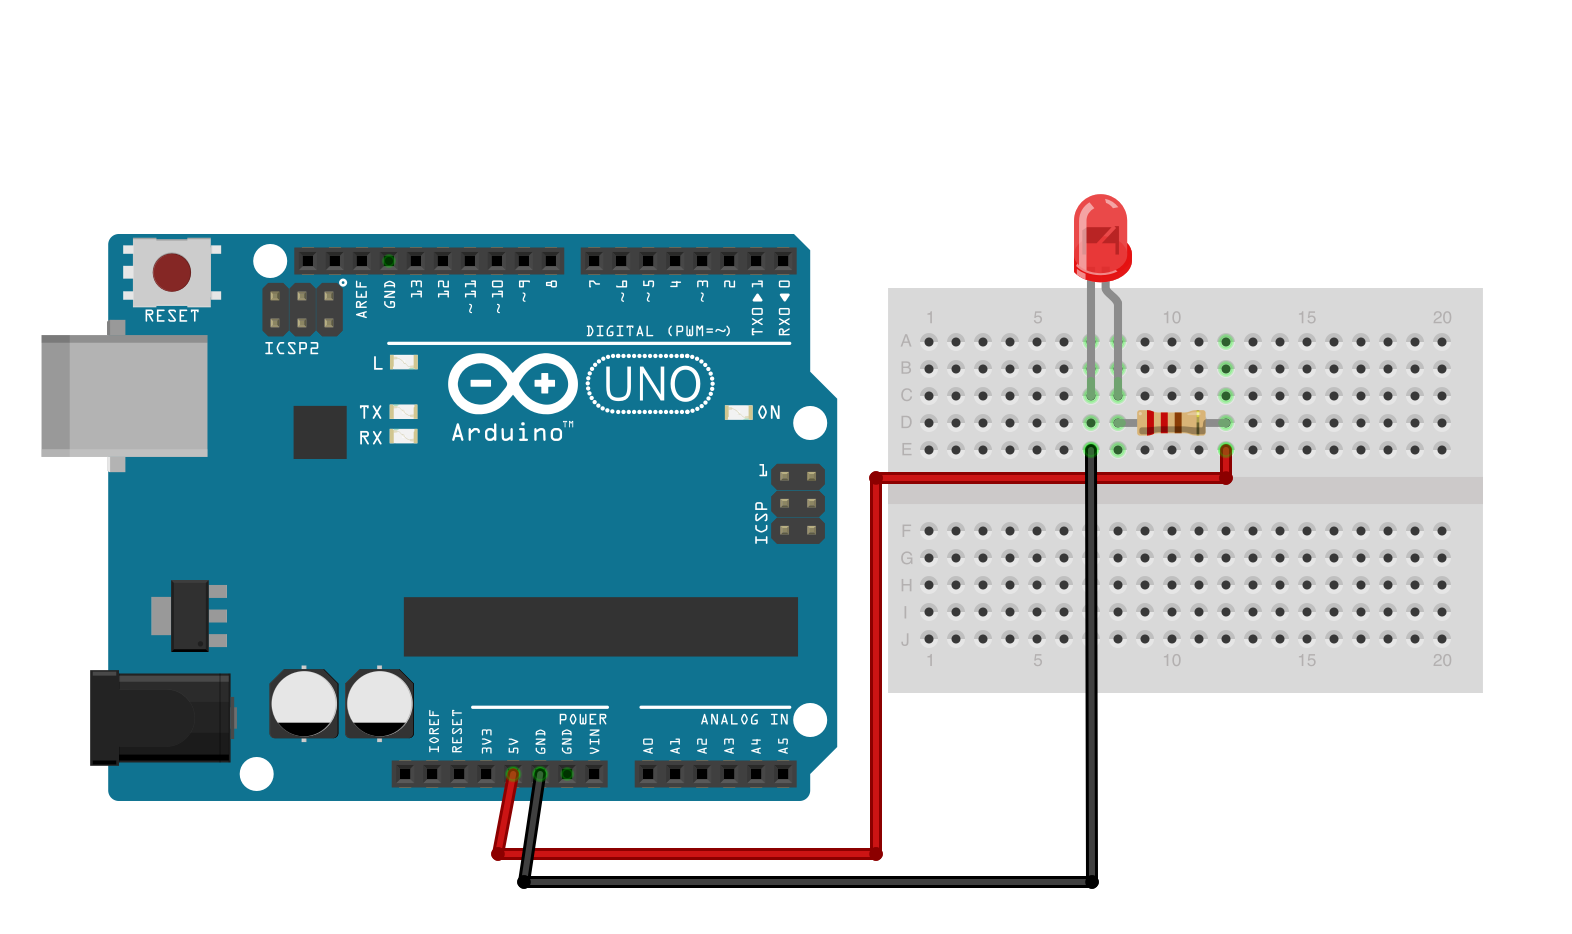 RESET
ICSP2
AREF
GND
13
12
~11
~10
~9
8
7
~6
~5
4
~3
2
TX0 ▶ 1
RX0 ◀ 0
DIGITAL (PWM=~)
L
TX
RX
UNO
Arduino™
ON
1
ICSP
IOREF
RESET
3V3
5V
GND
GND
VIN
POWER
ANALOG IN
A0
A1
A2
A3
A4
A5
1 5 10 15 20
A
B
C
D
E
F
G
H
I
J
1 5 10 15 20